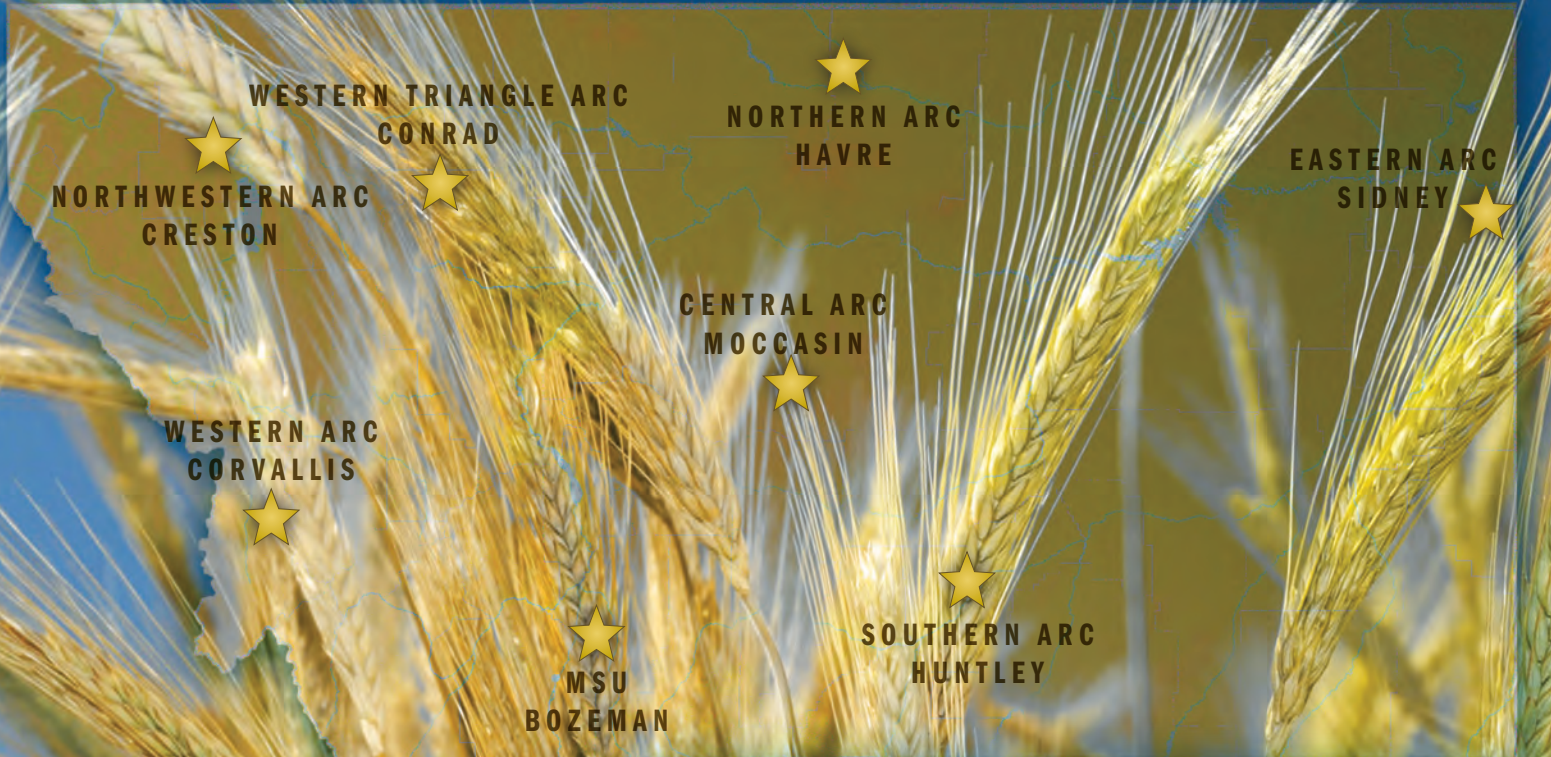 WESTERN TRIANGLE ARC
CONRAD
NORTHERN ARC
HAVRE
EASTERN ARC
SIDNEY
NORTHWESTERN ARC
CRESTON
CENTRAL ARC
MOCCASIN
WESTERN ARC
CORVALLIS
SOUTHERN ARC
HUNTLEY
MSU
BOZEMAN